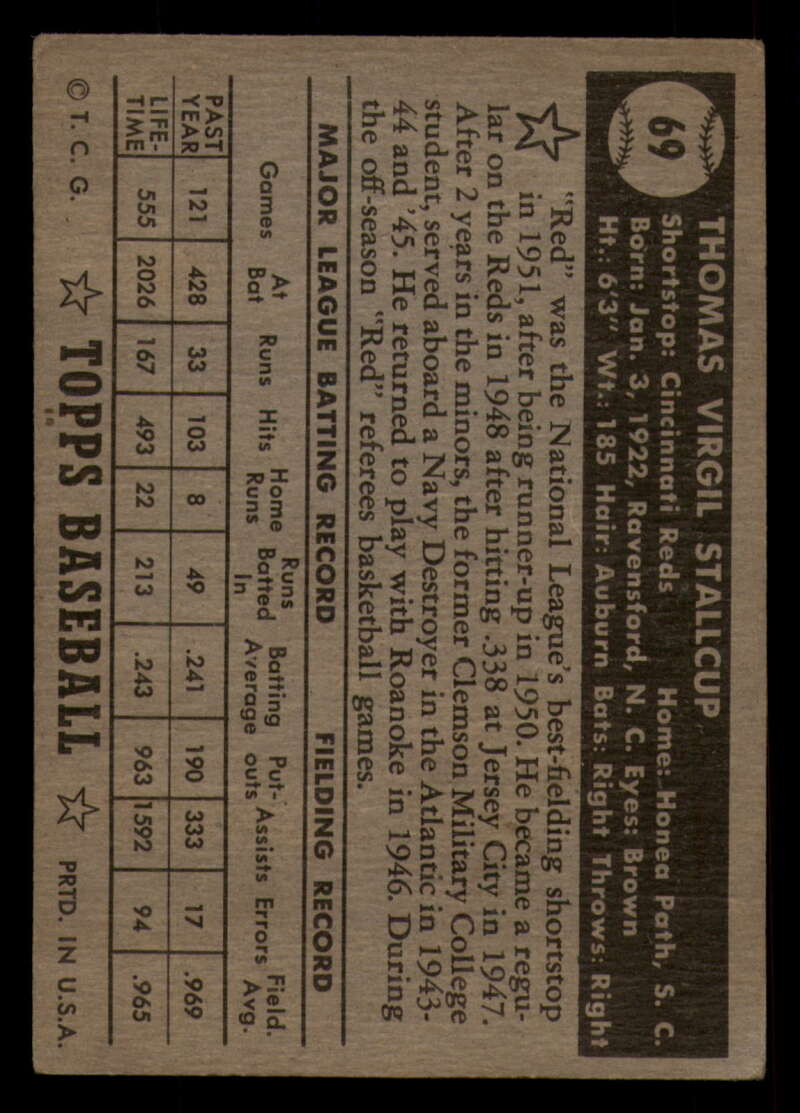 69
THOMAS VIRGIL STALLCUP
Shortstop: Cincinnati Reds Home: Honea Path, S. C.
Born: Jan. 3, 1922, Ravensford, N. C. Eyes: Brown
Ht.: 6'3" Wt.: 185 Hair: Auburn Bats: Right Throws: Right
"Red" was the National League's best-fielding shortstop
in 1951, after being runner-up in 1950. He became a regu-
lar on the Reds in 1948 after hitting .338 at Jersey City in 1947.
After 2 years in the minors, the former Clemson Military College
student, served aboard a Navy Destroyer in the Atlantic in 1943-
44 and '45. He returned to play with Roanoke in 1946. During
the off-season "Red" referees basketball games.
MAJOR LEAGUE BATTING RECORD FIELDING RECORD
Games At Bat Runs Hits Home Runs Runs Batted In Batting Average Put-outs Assists Errors Field. Avg.
PAST YEAR 121 428 33 103 8 49 .241 190 333 17 .969
LIFE-TIME 555 2026 167 493 22 213 .243 963 1592 94 .965
© T. C. G. TOPPS BASEBALL PRTD. IN U.S.A.